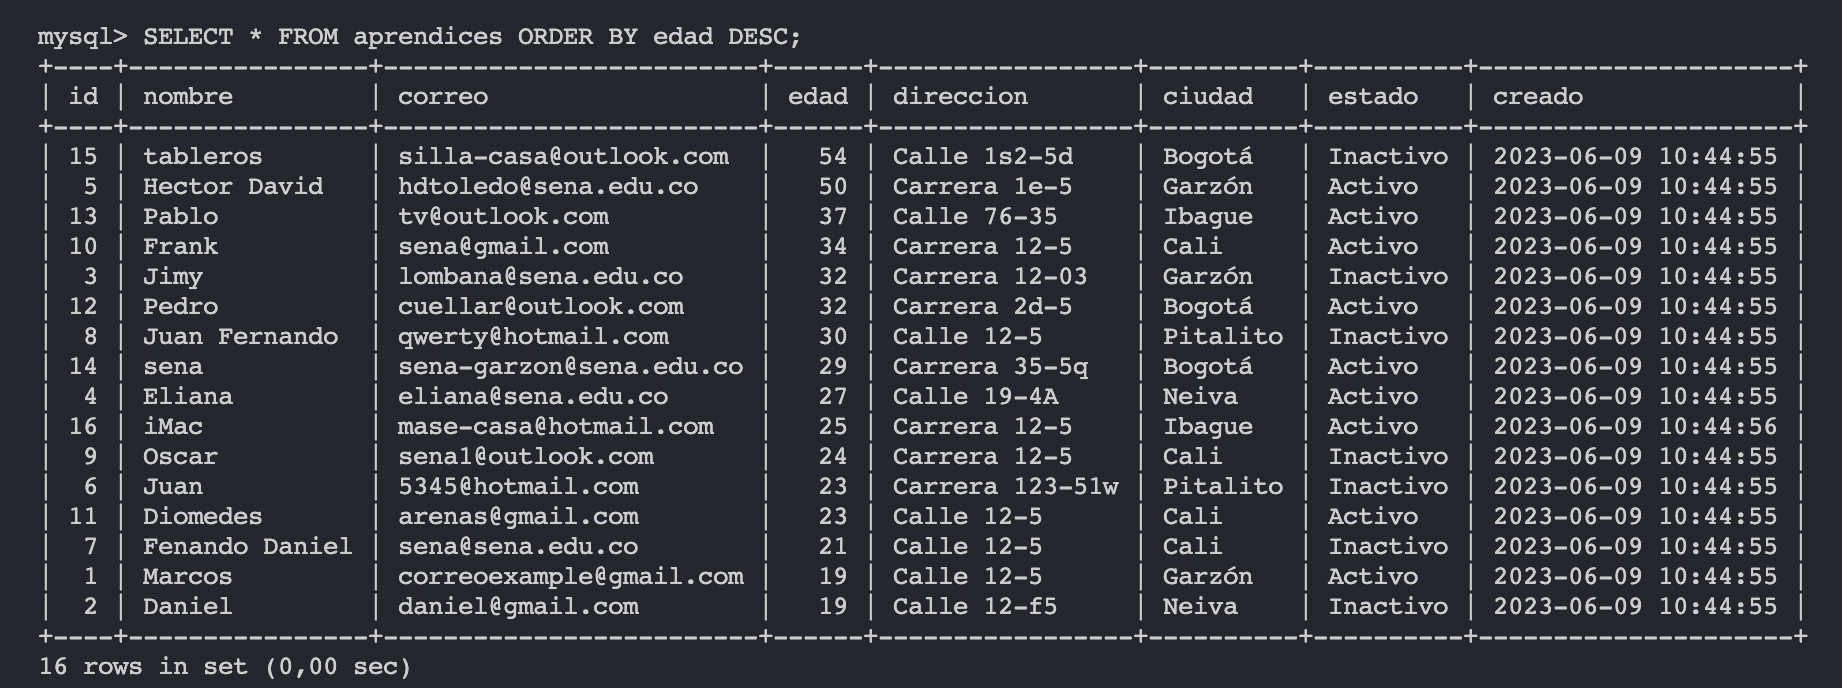 mysql> SELECT * FROM aprendices ORDER BY edad DESC;
+----+----------------+-------------------------+------+-----------------+----------+----------+---------------------+
| id | nombre         | correo                  | edad | direccion       | ciudad   | estado   | creado              |
+----+----------------+-------------------------+------+-----------------+----------+----------+---------------------+
| 15 | tableros       | silla-casa@outlook.com  |   54 | Calle 1s2-5d    | Bogotá   | Inactivo | 2023-06-09 10:44:55 |
|  5 | Hector David   | hdtoledo@sena.edu.co    |   50 | Carrera 1e-5    | Garzón   | Activo   | 2023-06-09 10:44:55 |
| 13 | Pablo          | tv@outlook.com          |   37 | Calle 76-35     | Ibague   | Activo   | 2023-06-09 10:44:55 |
| 10 | Frank          | sena@gmail.com          |   34 | Carrera 12-5    | Cali     | Activo   | 2023-06-09 10:44:55 |
|  3 | Jimy           | lombana@sena.edu.co     |   32 | Carrera 12-03   | Garzón   | Inactivo | 2023-06-09 10:44:55 |
| 12 | Pedro          | cuellar@outlook.com     |   32 | Carrera 2d-5    | Bogotá   | Activo   | 2023-06-09 10:44:55 |
|  8 | Juan Fernando  | qwerty@hotmail.com      |   30 | Calle 12-5      | Pitalito | Inactivo | 2023-06-09 10:44:55 |
| 14 | sena           | sena-garzon@sena.edu.co |   29 | Carrera 35-5q   | Bogotá   | Activo   | 2023-06-09 10:44:55 |
|  4 | Eliana         | eliana@sena.edu.co      |   27 | Calle 19-4A     | Neiva    | Activo   | 2023-06-09 10:44:55 |
| 16 | iMac           | mase-casa@hotmail.com   |   25 | Carrera 12-5    | Ibague   | Activo   | 2023-06-09 10:44:56 |
|  9 | Oscar          | sena1@outlook.com       |   24 | Carrera 12-5    | Cali     | Inactivo | 2023-06-09 10:44:55 |
|  6 | Juan           | 5345@hotmail.com        |   23 | Carrera 123-51w | Pitalito | Inactivo | 2023-06-09 10:44:55 |
| 11 | Diomedes       | arenas@gmail.com        |   23 | Calle 12-5      | Cali     | Activo   | 2023-06-09 10:44:55 |
|  7 | Fenando Daniel | sena@sena.edu.co        |   21 | Calle 12-5      | Cali     | Inactivo | 2023-06-09 10:44:55 |
|  1 | Marcos         | correoexample@gmail.com |   19 | Calle 12-5      | Garzón   | Activo   | 2023-06-09 10:44:55 |
|  2 | Daniel         | daniel@gmail.com        |   19 | Calle 12-f5     | Neiva    | Inactivo | 2023-06-09 10:44:55 |
+----+----------------+-------------------------+------+-----------------+----------+----------+---------------------+
16 rows in set (0,00 sec)